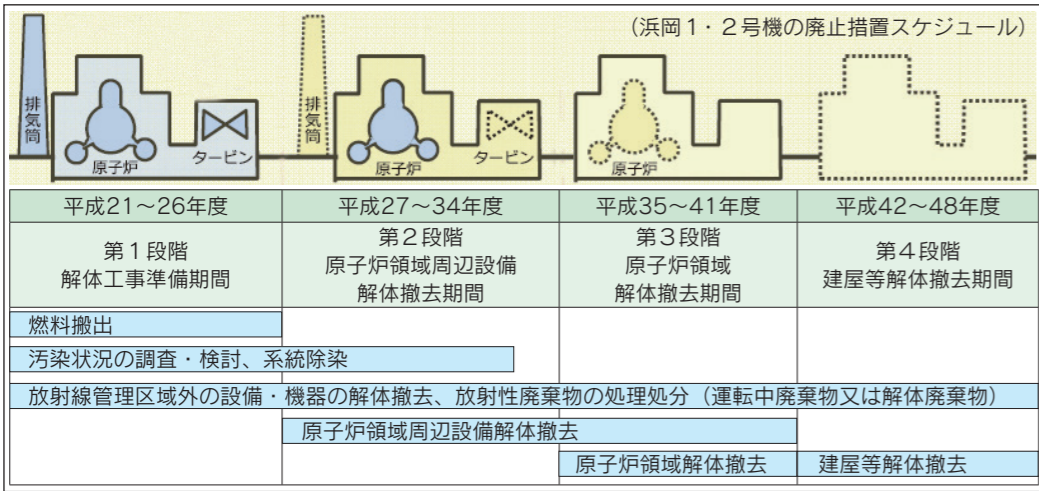 （浜岡１・２号機の廃止措置スケジュール）
排気筒
原子炉
タービン
排気筒
原子炉
タービン
原子炉
平成21～26年度
平成27～34年度
平成35～41年度
平成42～48年度
第１段階
解体工事準備期間
第２段階
原子炉領域周辺設備
解体撤去期間
第３段階
原子炉領域
解体撤去期間
第４段階
建屋等解体撤去期間
燃料搬出
汚染状況の調査・検討、系統除染
放射線管理区域外の設備・機器の解体撤去、放射性廃棄物の処理処分（運転中廃棄物又は解体廃棄物）
原子炉領域周辺設備解体撤去
原子炉領域解体撤去
建屋等解体撤去